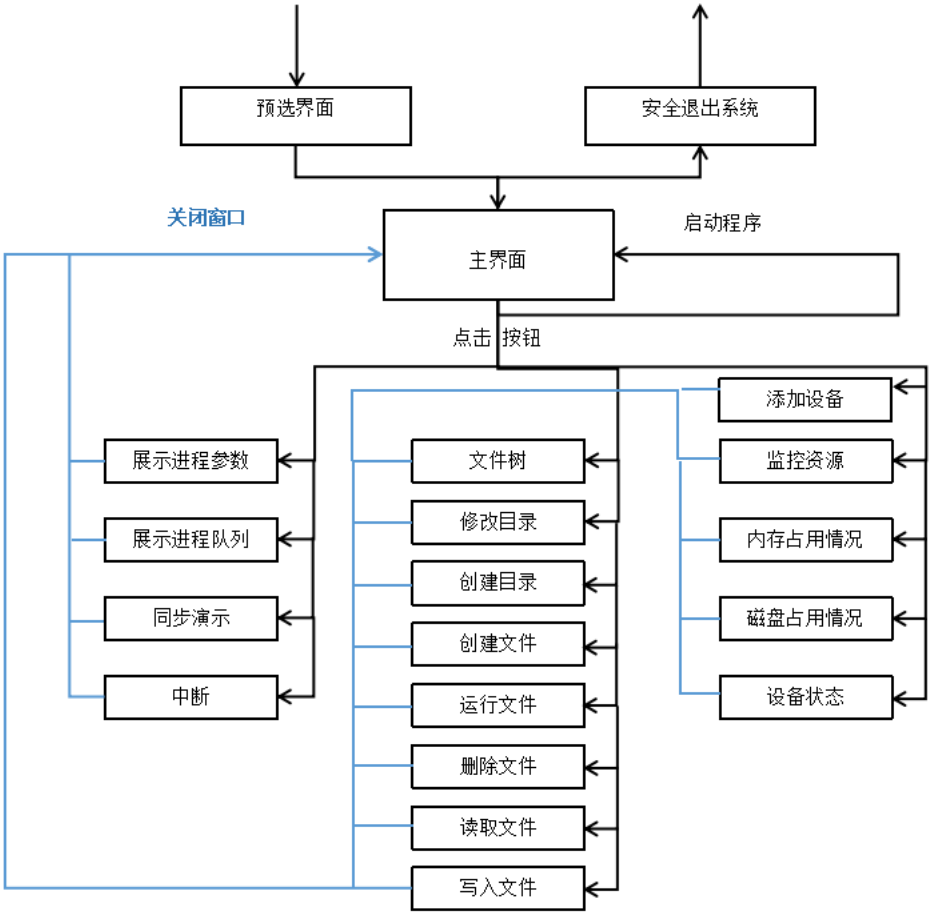 预选界面
安全退出系统
关闭窗口
启动程序
主界面
点击 按钮
添加设备
展示进程参数
文件树
监控资源
修改目录
展示进程队列
内存占用情况
创建目录
同步演示
磁盘占用情况
创建文件
中断
运行文件
设备状态
删除文件
读取文件
写入文件